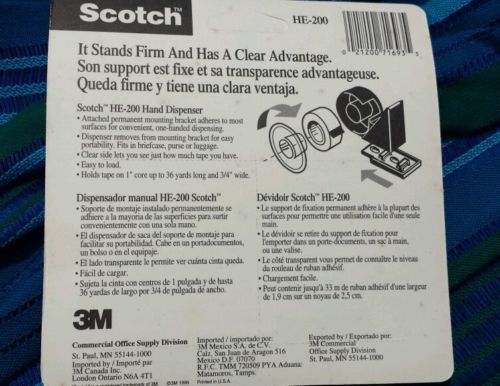 Scotch™
HE-200
0 21200 71693 5
It Stands Firm And Has A Clear Advantage.
Son support est fixe et sa transparence advantageuse.
Queda firme y tiene una clara ventaja.
Scotch™ HE-200 Hand Dispenser
• Attached permanent mounting bracket adheres to most
surfaces for convenient, one-handed dispensing.
• Dispenser removes from mounting bracket for easy
portability. Fits in briefcase, purse or luggage.
• Clear side lets you see just how much tape you have.
• Easy to load.
• Holds tape on 1" core up to 36 yards long and 3/4" wide.
Dispensador manual HE-200 Scotch™
• Soporte de montaje instalado permanentemente se
adhiere a la mayoria de las superficies para surtir
convenientemente con una sola mano.
• El dispensador de saca del soporte de montaje para
facilitar su portabilidad. Cabe en un portadocumentos,
un bolso o en el equipaje.
• El lado transparente le permite ver cuánta cinta queda.
• Fácil de cargar.
• Sujeta la cinta con centros de 1 pulgada y de hasta
36 yardas de largo por 3/4 de pulgada de ancho.
Dévidoir Scotch™ HE-200
• Le support de fixation permanent adhère à la plupart des
surfaces pour permettre une utilisation facile d'une seule
main.
• Le dévidoir se retire du support de fixation pour
l'emporter dans un porte-documents, un sac à main,
ou une valise.
• Le côté transparent vous permet de connaître le niveau
du rouleau de ruban adhésif.
• Chargement facile.
• Peut contenir jusqu'à 33 m de ruban adhésif d'une largeur
de 1,9 cm sur un noyau de 2,5 cm.
3M
Commercial Office Supply Division
St. Paul, MN 55144-1000
Importé par / Importé par
3M Canada Inc.
London Ontario N6A 4T1
Importado / importado por:
3M Mexico S.A. de C.V.
Calz. San Juan de Aragon 516
Mexico D.F. 07070
R.F.C. TMM 720509 PYA Aduana:
Matamoros, Tamps.
Printed in U.S.A.
Exported by / Exportado por:
3M Commercial
Office Supply Division
St. Paul, MN 55144-1000